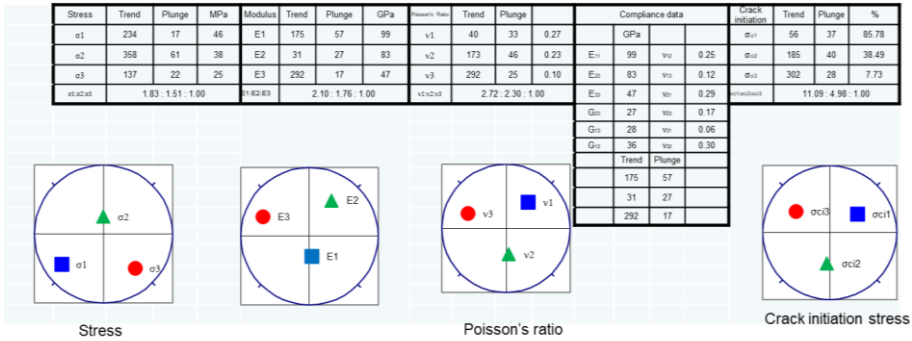 Stress Trend Plunge MPa Modulus Trend Plunge GPa Poisson's Ratio Trend Plunge Compliance data Crack initiation Trend Plunge %
σ1 234 17 46 E1 175 57 99 ν1 40 33 0.27 GPa σci1 56 37 85.78
σ2 358 61 38 E2 31 27 83 ν2 173 46 0.23 E11 99 ν12 0.25 σci2 185 40 38.49
σ3 137 22 25 E3 292 17 47 ν3 292 25 0.10 E22 83 ν13 0.12 σci3 302 28 7.73
σ1:σ2:σ3 1.83 : 1.51 : 1.00 E1:E2:E3 2.10 : 1.76 : 1.00 ν1:ν2:ν3 2.72 : 2.30 : 1.00 E33 47 ν21 0.29 σci1:σci2:σci3 11.09 : 4.98 : 1.00
G23 27 ν23 0.17
G13 28 ν31 0.06
G12 36 ν32 0.30
Trend Plunge
175 57
31 27
292 17
σ2
σ1
σ3
Stress
E2
E3
E1
ν1
ν3
ν2
Poisson's ratio
σci3
σci1
σci2
Crack initiation stress